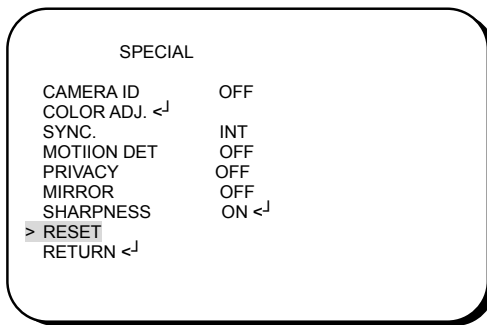 SPECIAL
CAMERA ID OFF
COLOR ADJ. <┘
SYNC. INT
MOTIION DET OFF
PRIVACY OFF
MIRROR OFF
SHARPNESS ON <┘
> RESET
RETURN <┘